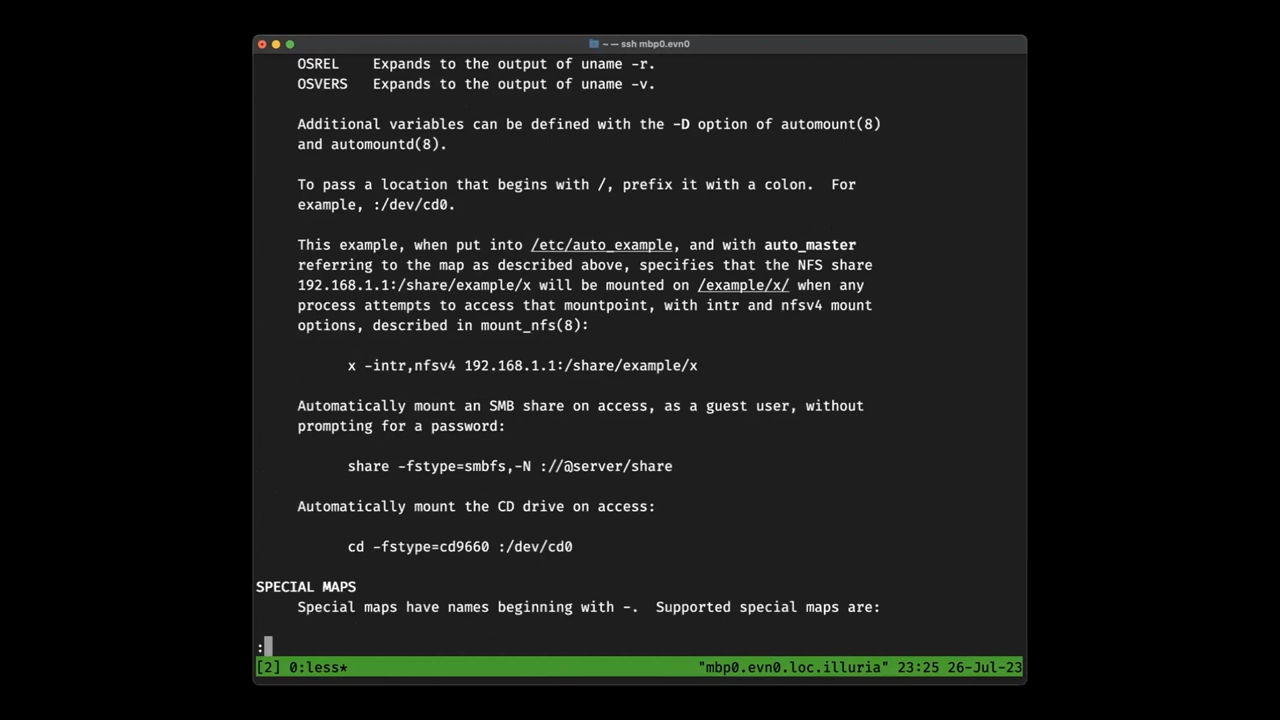 ~ — ssh mbp0.evn0
OSREL    Expands to the output of uname -r.
OSVERS   Expands to the output of uname -v.
Additional variables can be defined with the -D option of automount(8)
and automountd(8).
To pass a location that begins with /, prefix it with a colon.  For
example, :/dev/cd0.
This example, when put into /etc/auto_example, and with auto_master
referring to the map as described above, specifies that the NFS share
192.168.1.1:/share/example/x will be mounted on /example/x/ when any
process attempts to access that mountpoint, with intr and nfsv4 mount
options, described in mount_nfs(8):
x -intr,nfsv4 192.168.1.1:/share/example/x
Automatically mount an SMB share on access, as a guest user, without
prompting for a password:
share -fstype=smbfs,-N ://@server/share
Automatically mount the CD drive on access:
cd -fstype=cd9660 :/dev/cd0
SPECIAL MAPS
Special maps have names beginning with -.  Supported special maps are:
:
[2] 0:less* "mbp0.evn0.loc.illuria" 23:25 26-Jul-23